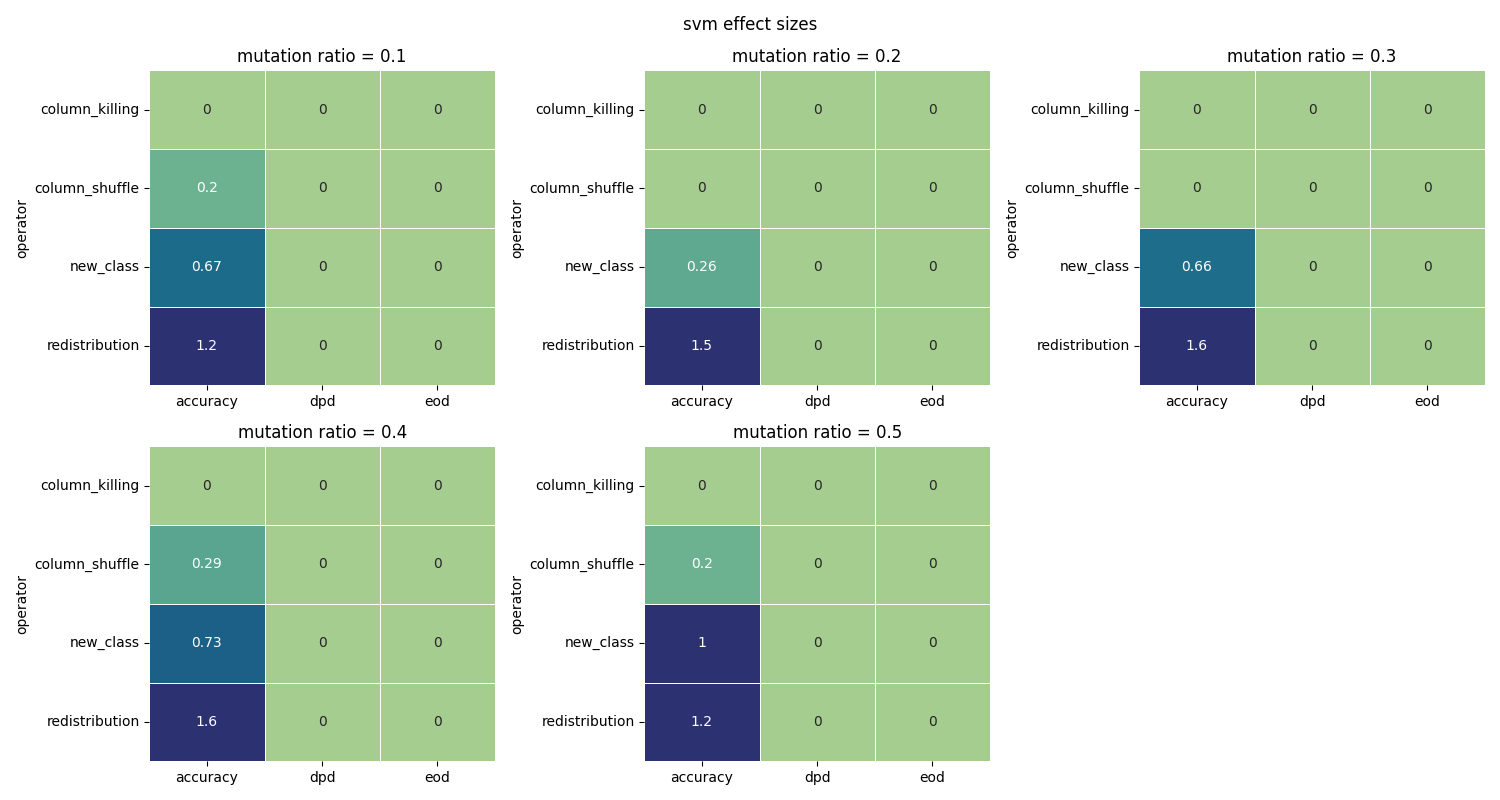 svm effect sizes
mutation ratio = 0.1
mutation ratio = 0.2
mutation ratio = 0.3
column_killing
0
0
0
column_killing
0
0
0
column_killing
0
0
0
column_shuffle
0.2
0
0
column_shuffle
0
0
0
column_shuffle
0
0
0
operator
operator
operator
new_class
0.67
0
0
new_class
0.26
0
0
new_class
0.66
0
0
redistribution
1.2
0
0
redistribution
1.5
0
0
redistribution
1.6
0
0
accuracy
dpd
eod
accuracy
dpd
eod
accuracy
dpd
eod
mutation ratio = 0.4
mutation ratio = 0.5
column_killing
0
0
0
column_killing
0
0
0
column_shuffle
0.29
0
0
column_shuffle
0.2
0
0
operator
operator
new_class
0.73
0
0
new_class
1
0
0
redistribution
1.6
0
0
redistribution
1.2
0
0
accuracy
dpd
eod
accuracy
dpd
eod